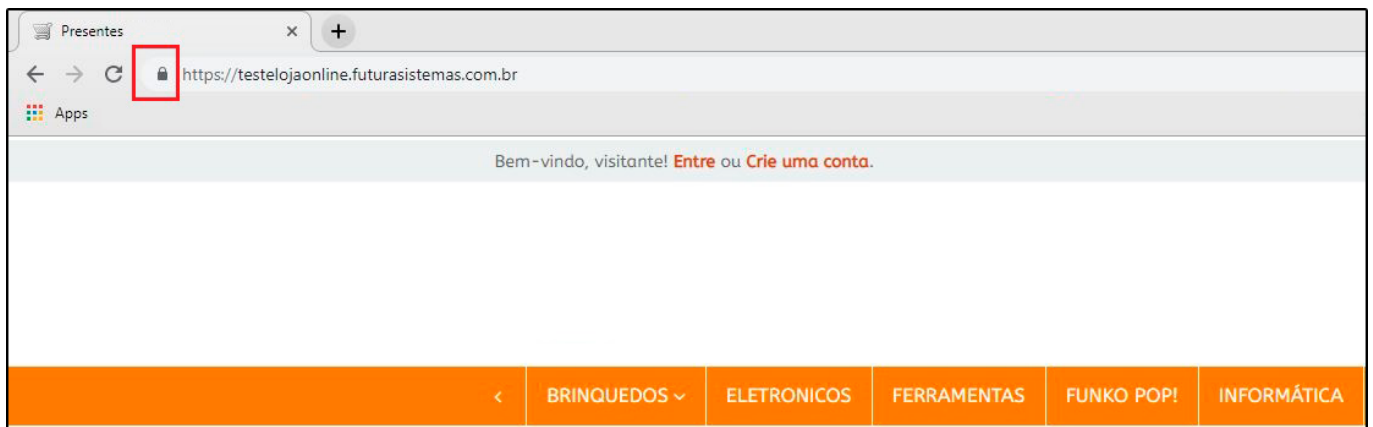 Presentes
https://testelojaonline.futurasistemas.com.br
Apps
Bem-vindo, visitante! Entre ou Crie uma conta.
BRINQUEDOS ELETRONICOS FERRAMENTAS FUNKO POP! INFORMÁTICA